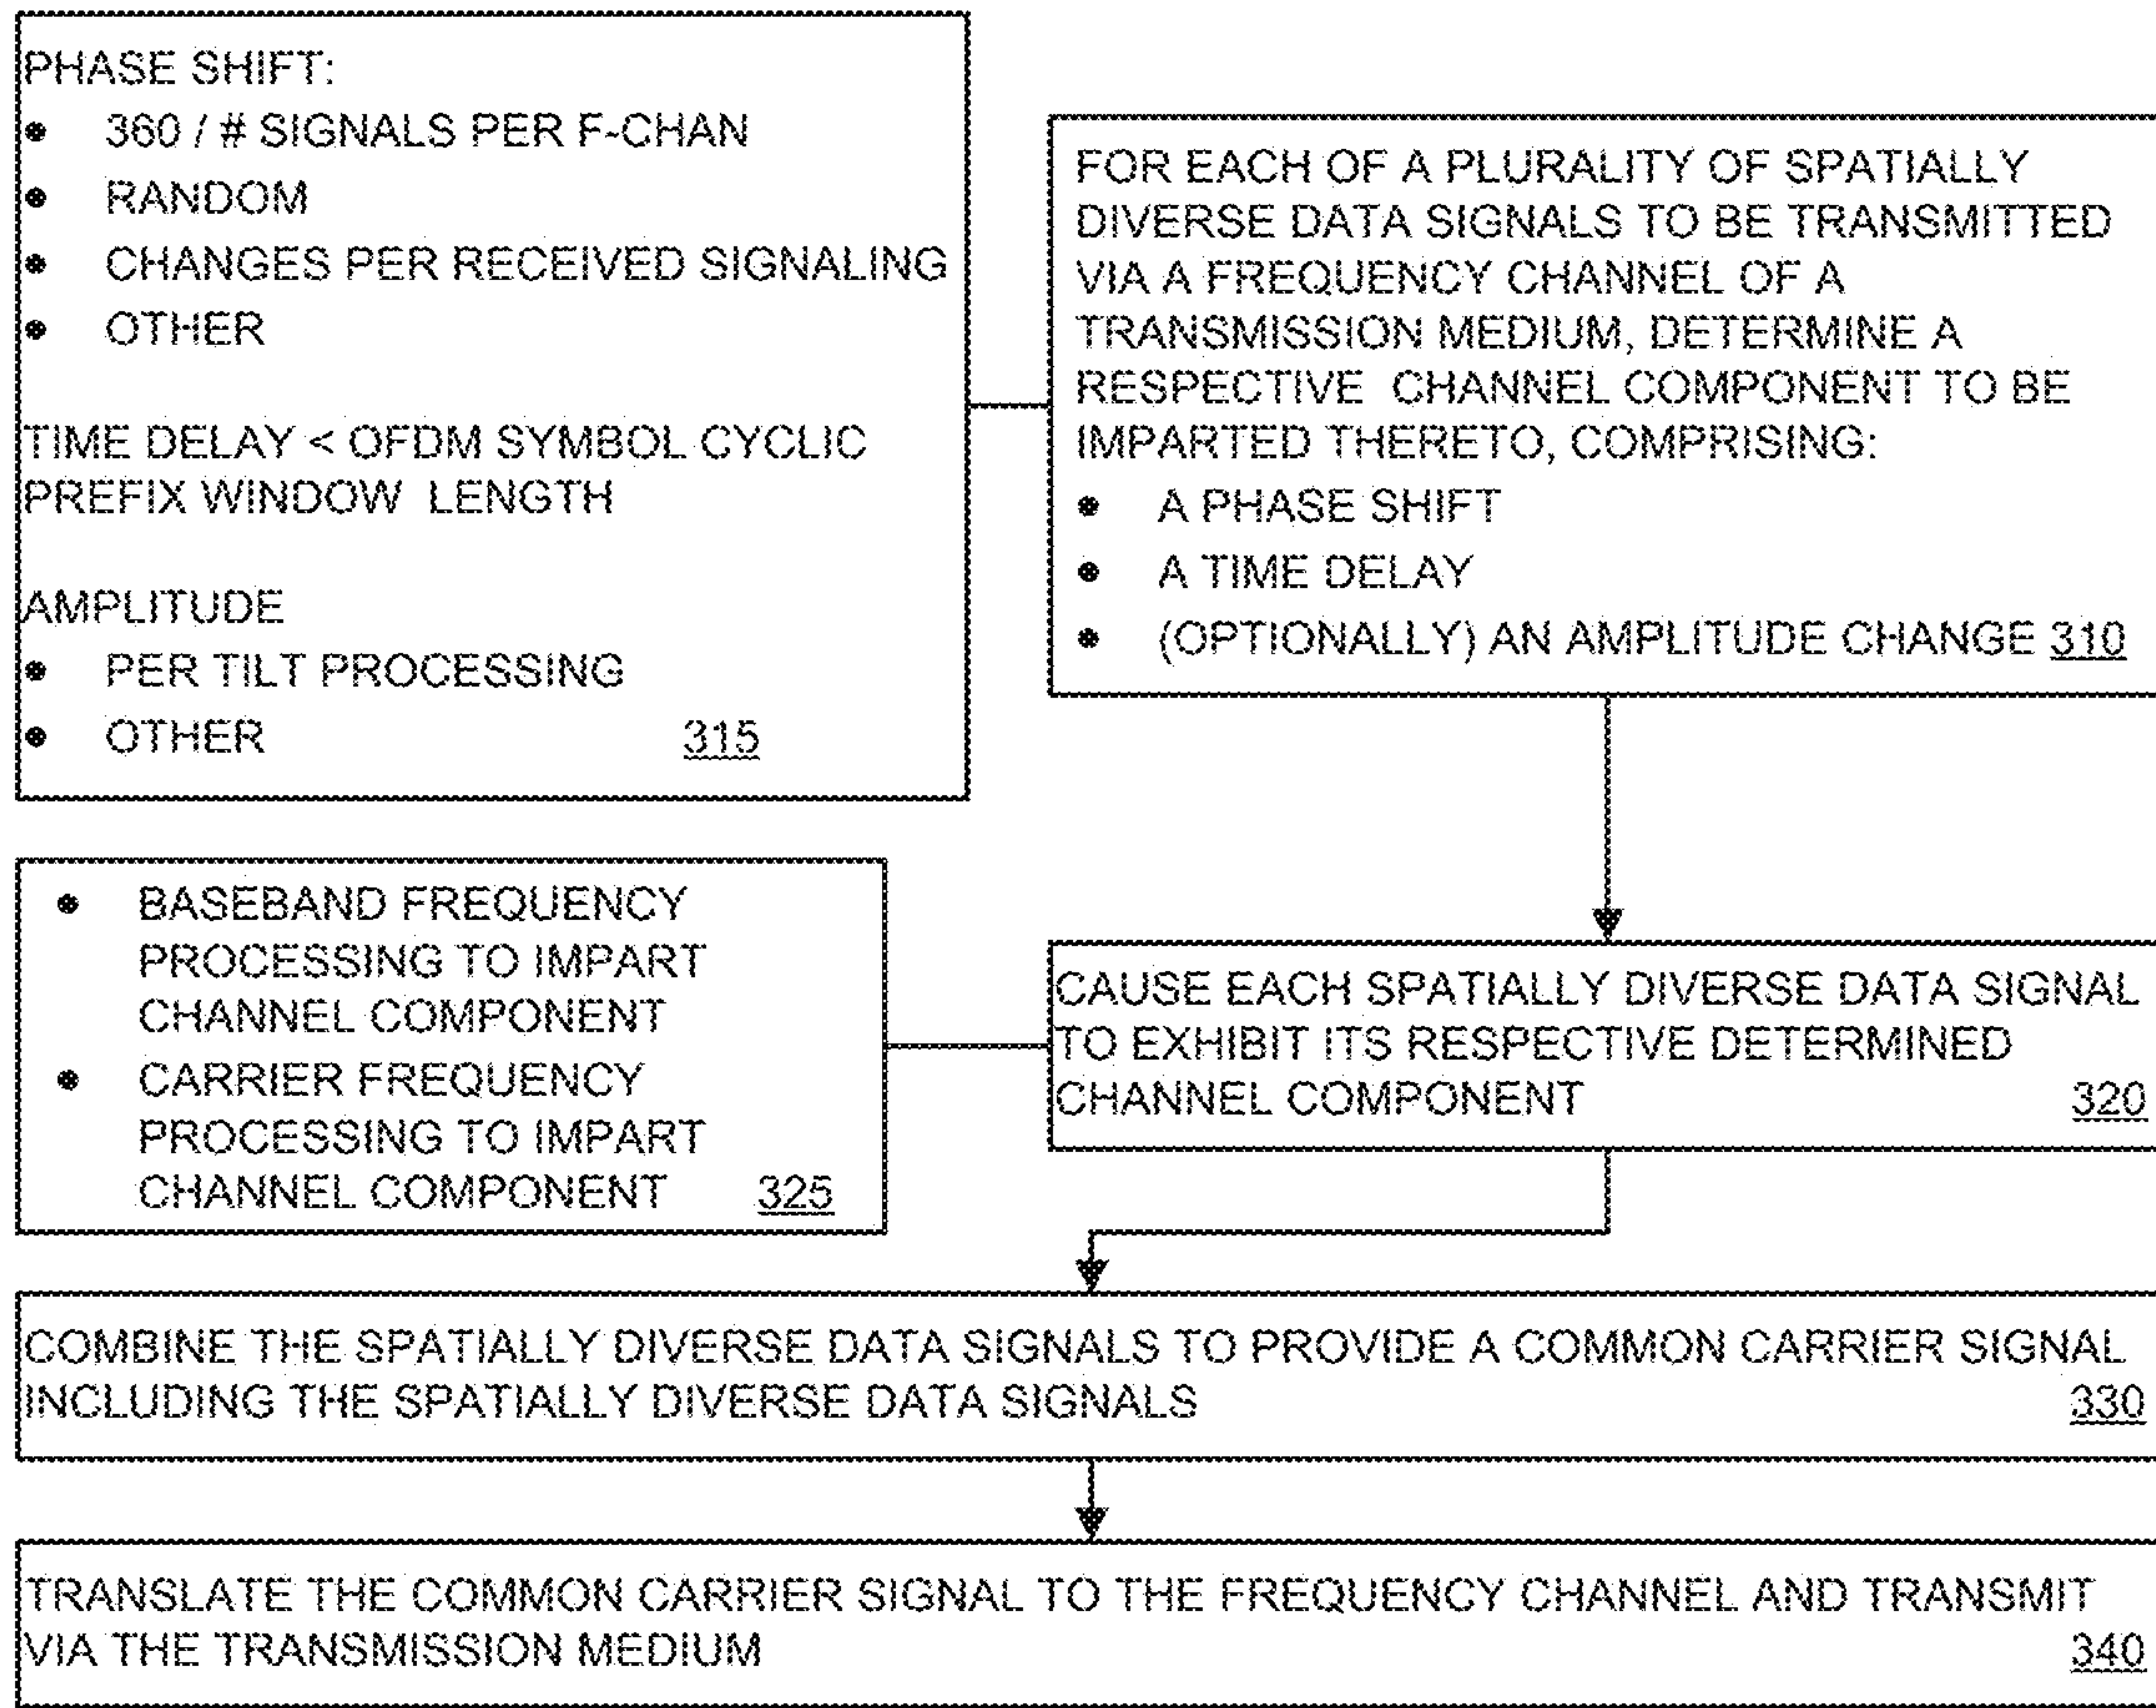 PHASE SHIFT:
• 360 / # SIGNALS PER F-CHAN
• RANDOM
• CHANGES PER RECEIVED SIGNALING
• OTHER
TIME DELAY < OFDM SYMBOL CYCLIC
PREFIX WINDOW LENGTH
AMPLITUDE
• PER TILT PROCESSING
• OTHER 315
FOR EACH OF A PLURALITY OF SPATIALLY
DIVERSE DATA SIGNALS TO BE TRANSMITTED
VIA A FREQUENCY CHANNEL OF A
TRANSMISSION MEDIUM, DETERMINE A
RESPECTIVE CHANNEL COMPONENT TO BE
IMPARTED THERETO, COMPRISING:
• A PHASE SHIFT
• A TIME DELAY
• (OPTIONALLY) AN AMPLITUDE CHANGE 310
• BASEBAND FREQUENCY
PROCESSING TO IMPART
CHANNEL COMPONENT
• CARRIER FREQUENCY
PROCESSING TO IMPART
CHANNEL COMPONENT 325
CAUSE EACH SPATIALLY DIVERSE DATA SIGNAL
TO EXHIBIT ITS RESPECTIVE DETERMINED
CHANNEL COMPONENT 320
COMBINE THE SPATIALLY DIVERSE DATA SIGNALS TO PROVIDE A COMMON CARRIER SIGNAL
INCLUDING THE SPATIALLY DIVERSE DATA SIGNALS 330
TRANSLATE THE COMMON CARRIER SIGNAL TO THE FREQUENCY CHANNEL AND TRANSMIT
VIA THE TRANSMISSION MEDIUM 340